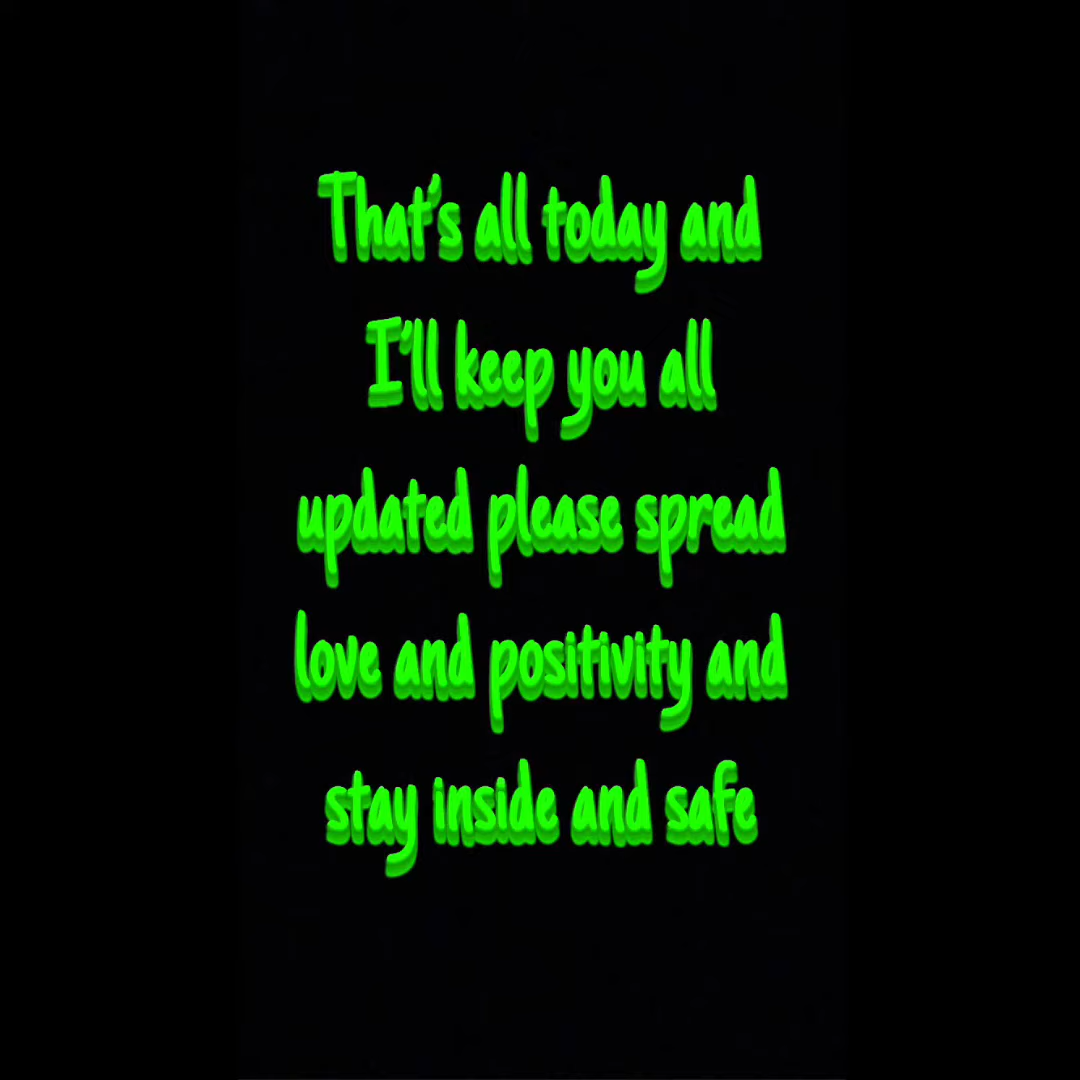 That's all today and
I'll keep you all
updated please spread
love and positivity and
stay inside and safe